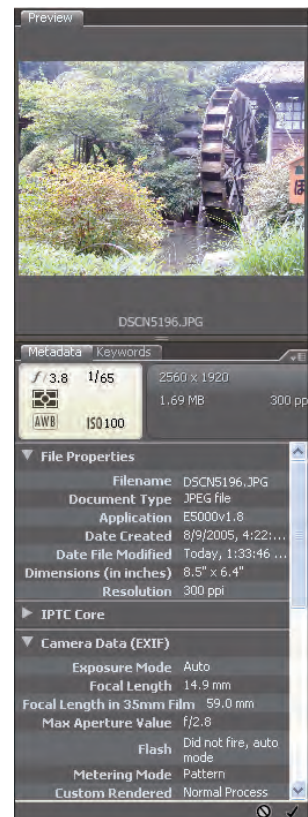 Preview
DSCN5196.JPG
Metadata Keywords
f/3.8 1/65
2560 x 1920
1.69 MB 300 pp
AWB ISO 100
File Properties
Filename DSCN5196.JPG
Document Type JPEG file
Application E5000v1.8
Date Created 8/9/2005, 4:22:...
Date File Modified Today, 1:33:46 ...
Dimensions (in inches) 8.5" x 6.4"
Resolution 300 ppi
IPTC Core
Camera Data (EXIF)
Exposure Mode Auto
Focal Length 14.9 mm
Focal Length in 35mm Film 59.0 mm
Max Aperture Value f/2.8
Flash Did not fire, auto
mode
Metering Mode Pattern
Custom Rendered Normal Process